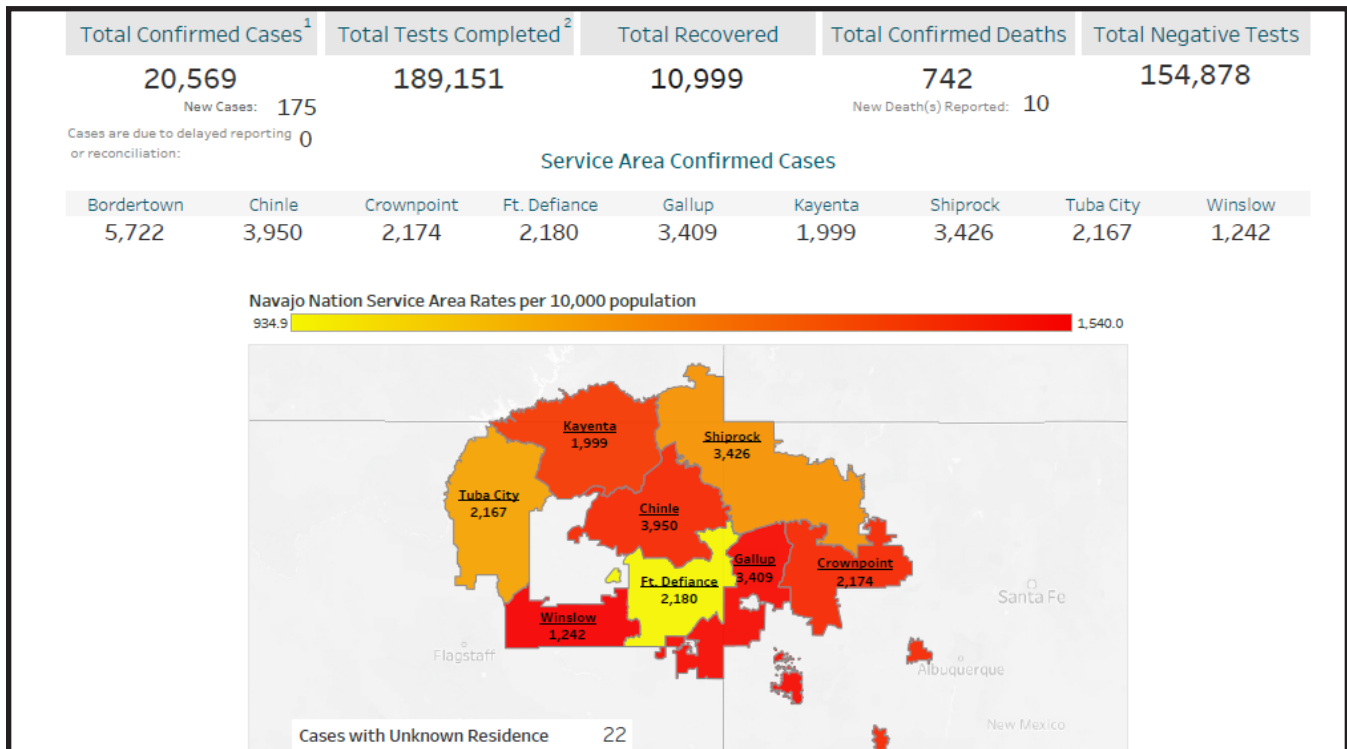 Total Confirmed Cases1 Total Tests Completed2 Total Recovered Total Confirmed Deaths Total Negative Tests
20,569 189,151 10,999 742 154,878
New Cases: 175 New Death(s) Reported: 10
Cases are due to delayed reporting
or reconciliation: 0
Service Area Confirmed Cases
Bordertown Chinle Crownpoint Ft. Defiance Gallup Kayenta Shiprock Tuba City Winslow
5,722 3,950 2,174 2,180 3,409 1,999 3,426 2,167 1,242
Navajo Nation Service Area Rates per 10,000 population
934.9 1,540.0
Kayenta
1,999
Shiprock
3,426
Tuba City
2,167
Chinle
3,950
Gallup
3,409
Crownpoint
2,174
Ft. Defiance
2,180
Santa Fe
Winslow
1,242
Flagstaff
Albuquerque
New Mexico
Cases with Unknown Residence 22